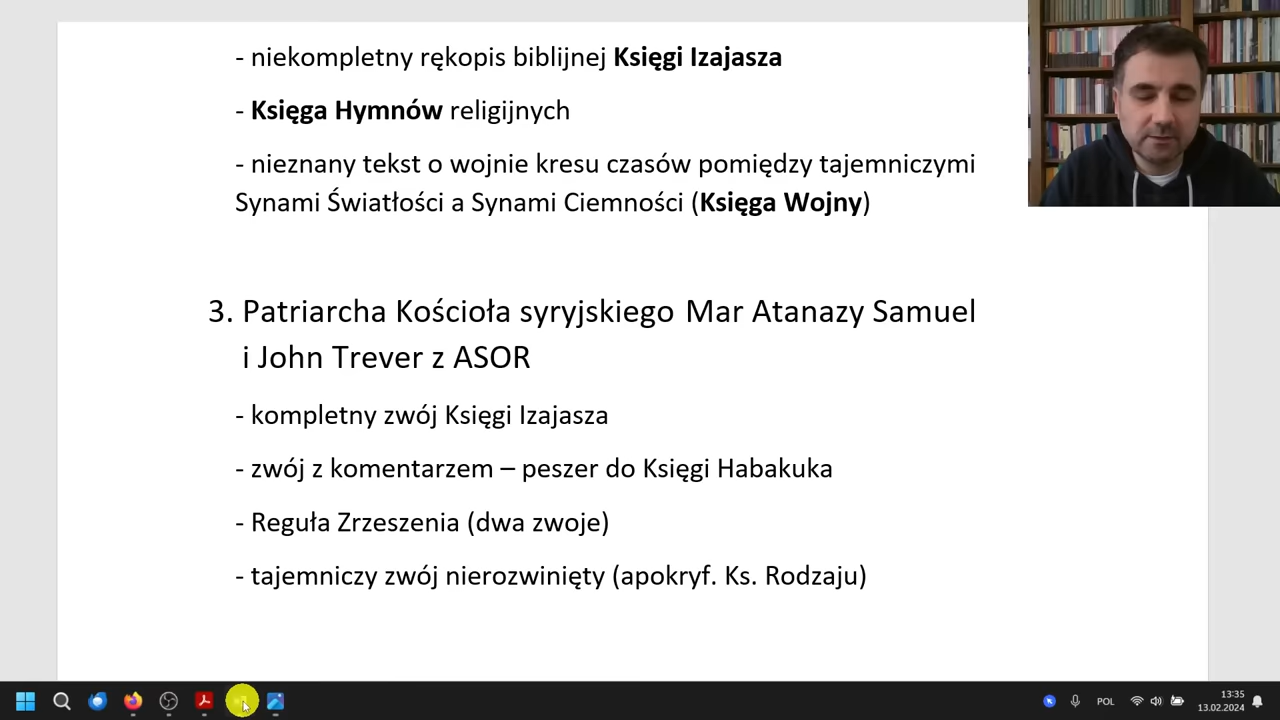 - niekompletny rękopis biblijnej Księgi Izajasza
- Księga Hymnów religijnych
- nieznany tekst o wojnie kresu czasów pomiędzy tajemniczymi
Synami Światłości a Synami Ciemności (Księga Wojny)
3. Patriarcha Kościoła syryjskiego Mar Atanazy Samuel
i John Trever z ASOR
- kompletny zwój Księgi Izajasza
- zwój z komentarzem – peszer do Księgi Habakuka
- Reguła Zrzeszenia (dwa zwoje)
- tajemniczy zwój nierozwinięty (apokryf. Ks. Rodzaju)
POL
13:35
13.02.2024